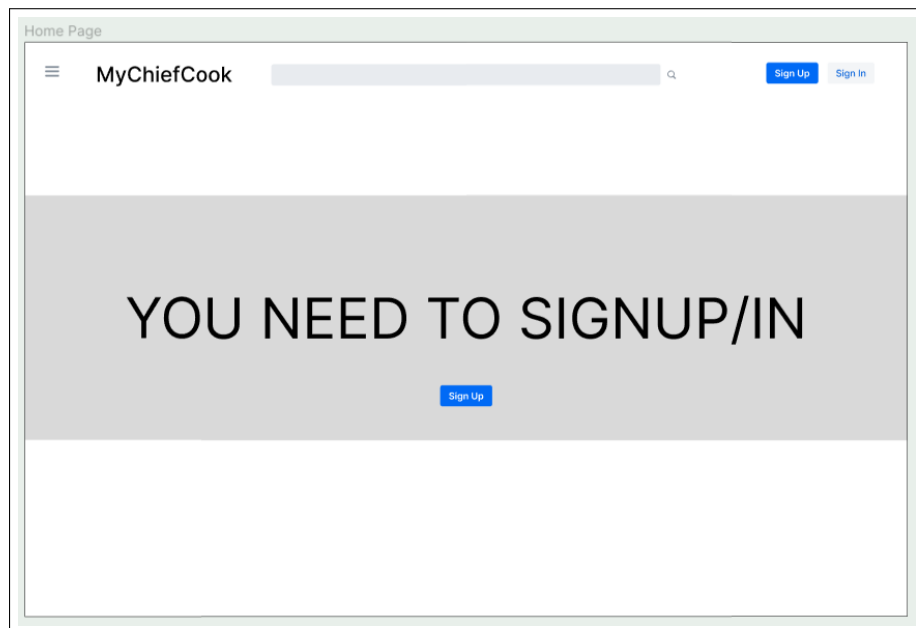 Home Page
MyChiefCook
Sign Up
Sign In
YOU NEED TO SIGNUP/IN
Sign Up